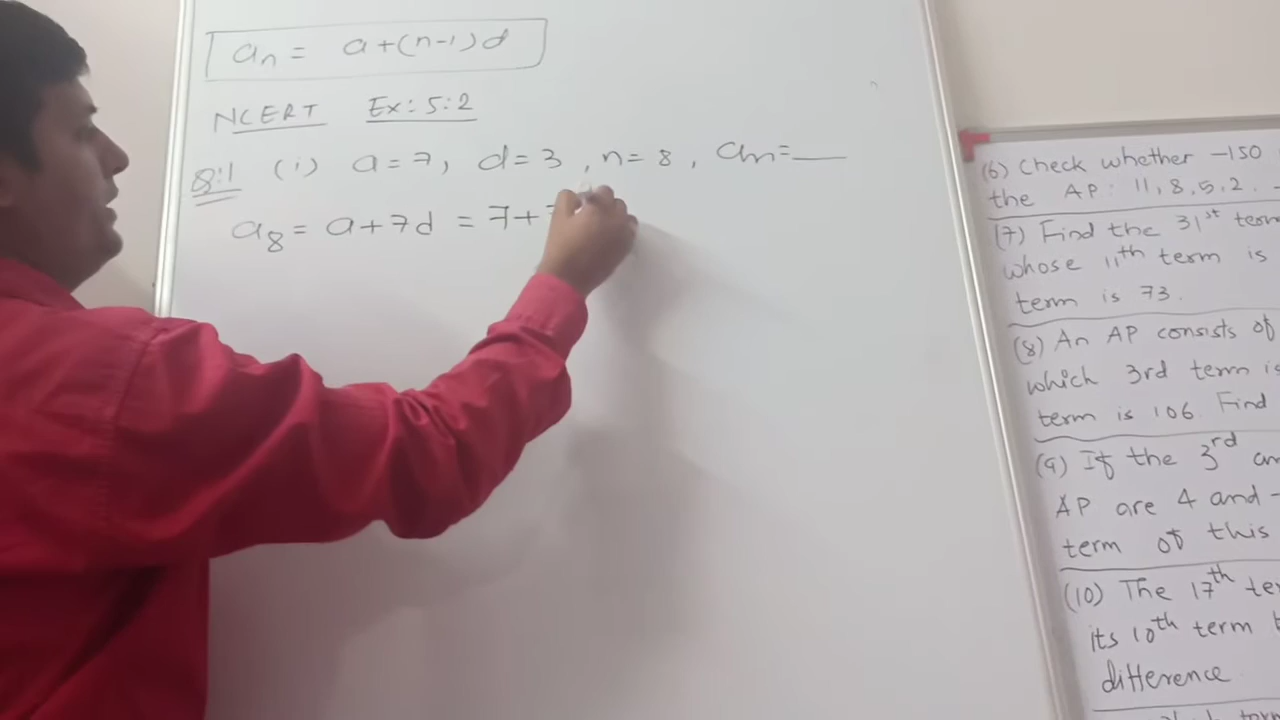 an = a+(n-1)d
NCERT Ex: 5:2
Q:1 (i) a=7, d=3, n=8, an=___
a8 = a+7d = 7+7
(6) Check whether -150
the AP: 11, 8, 5, 2
(7) Find the 31st term
whose 11th term is
term is 73.
(8) An AP consists of
which 3rd term is
term is 106. Find
(9) If the 3rd an
AP are 4 and -
term of this
(10) The 17th te
its 10th term b
difference